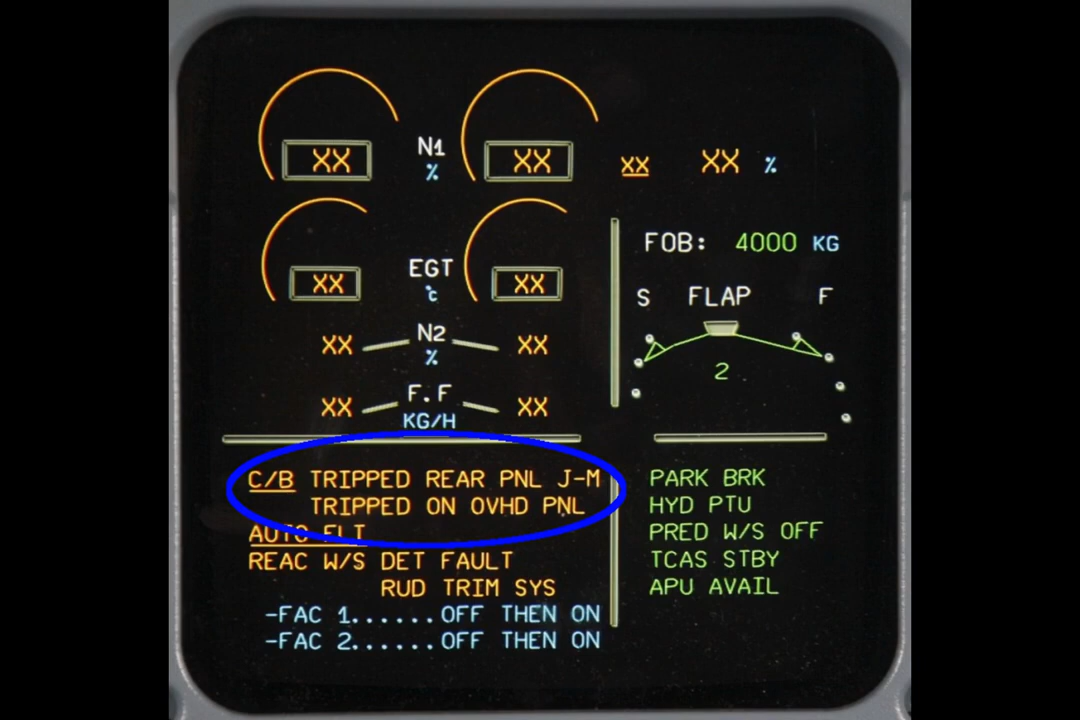 XX N1 XX XX XX %
%
FOB: 4000 KG
XX EGT XX
°C
S FLAP F
XX N2 XX
%
2
XX F.F XX
KG/H
C/B TRIPPED REAR PNL J-M
TRIPPED ON OVHD PNL
AUTO FLT
REAC W/S DET FAULT
RUD TRIM SYS
-FAC 1......OFF THEN ON
-FAC 2......OFF THEN ON
PARK BRK
HYD PTU
PRED W/S OFF
TCAS STBY
APU AVAIL